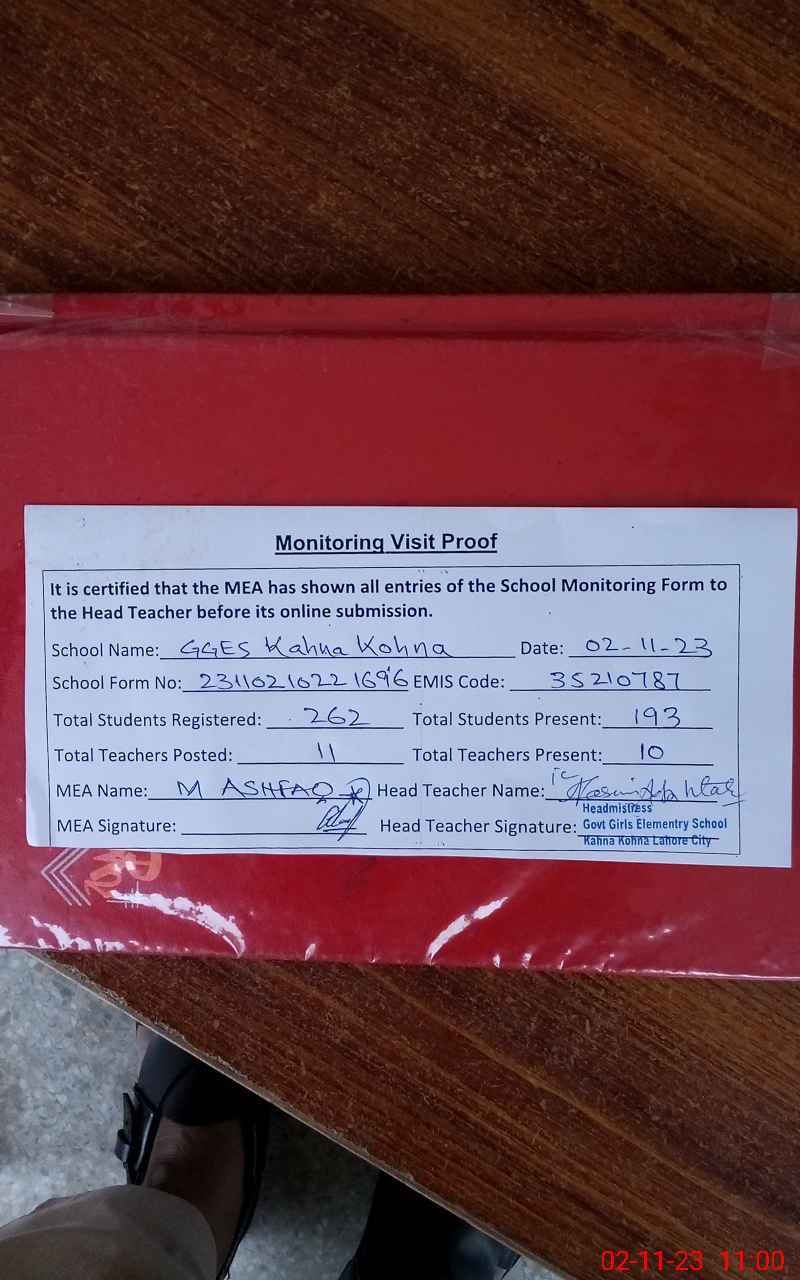 Monitoring Visit Proof
It is certified that the MEA has shown all entries of the School Monitoring Form to
the Head Teacher before its online submission.
School Name: GGES Kahna Kohna Date: 02-11-23
School Form No: 23110210221696 EMIS Code: 35210787
Total Students Registered: 262 Total Students Present: 193
Total Teachers Posted: 11 Total Teachers Present: 10
MEA Name: M ASHFAQ Head Teacher Name:
Headmistress
MEA Signature: Head Teacher Signature: Govt Girls Elementry School
Kahna Kohna Lahore City
02-11-23 11:00